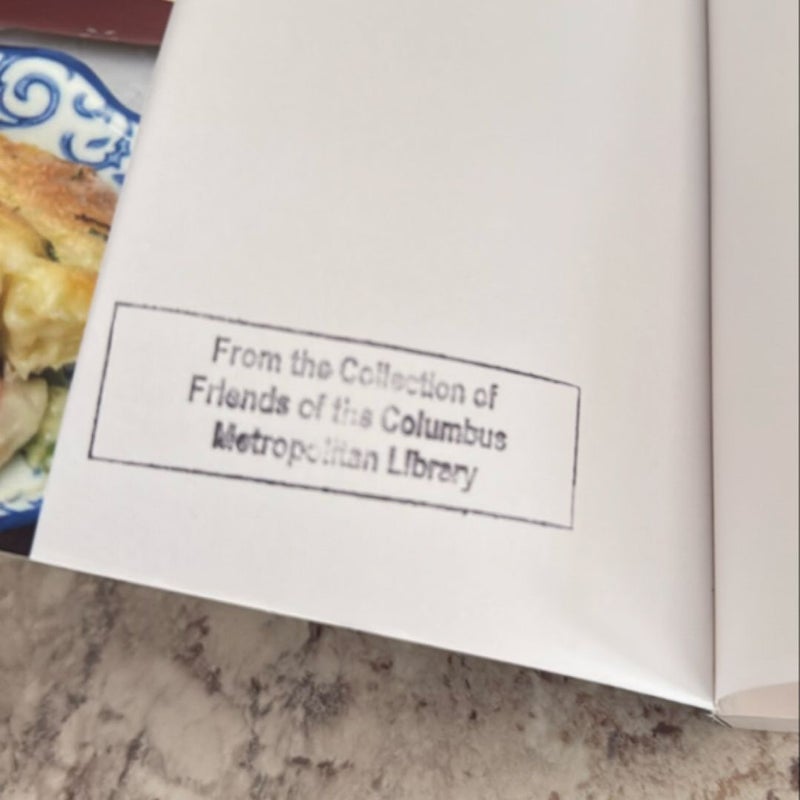 From the Collection of
Friends of the Columbus
Metropolitan Library